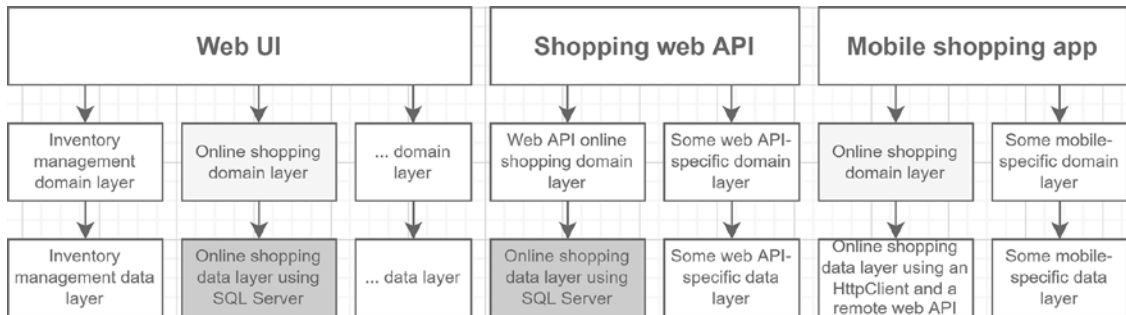 Web UI
Shopping web API
Mobile shopping app
Inventory
management
domain layer
Online shopping
domain layer
... domain
layer
Web API online
shopping domain
layer
Some web API-
specific domain
layer
Online shopping
domain layer
Some mobile-
specific domain
layer
Inventory
management data
layer
Online shopping
data layer using
SQL Server
... data layer
Online shopping
data layer using
SQL Server
Some web API-
specific data
layer
Online shopping
data layer using an
HttpClient and a
remote web API
Some mobile-
specific data
layer